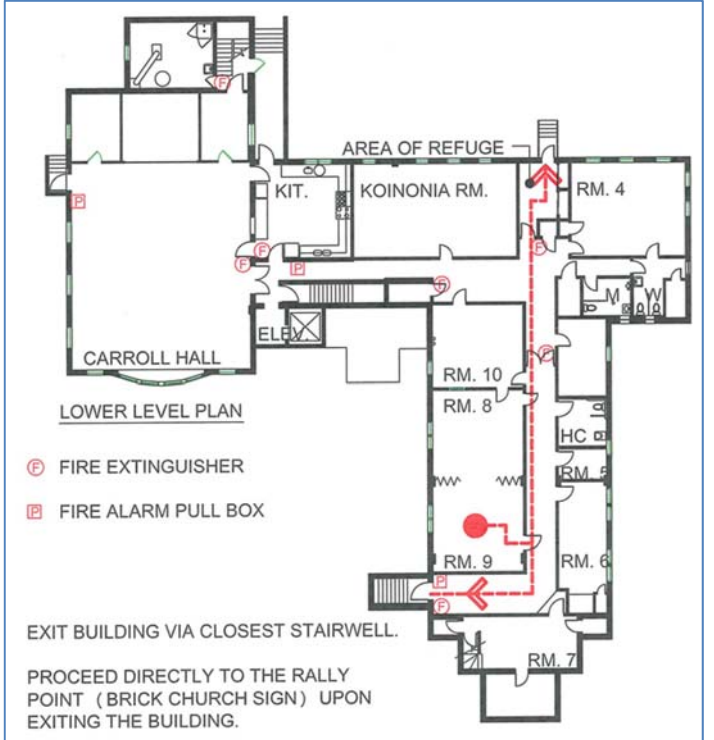 F
AREA OF REFUGE
P
KIT.
KOINONIA RM.
RM. 4
F
F
F
P
F
M
W
ELEV.
CARROLL HALL
RM. 10
F
RM. 8
LOWER LEVEL PLAN
HC
F FIRE EXTINGUISHER
RM. 5
P FIRE ALARM PULL BOX
RM. 9
RM. 6
P
F
EXIT BUILDING VIA CLOSEST STAIRWELL.
RM. 7
PROCEED DIRECTLY TO THE RALLY
POINT ( BRICK CHURCH SIGN ) UPON
EXITING THE BUILDING.